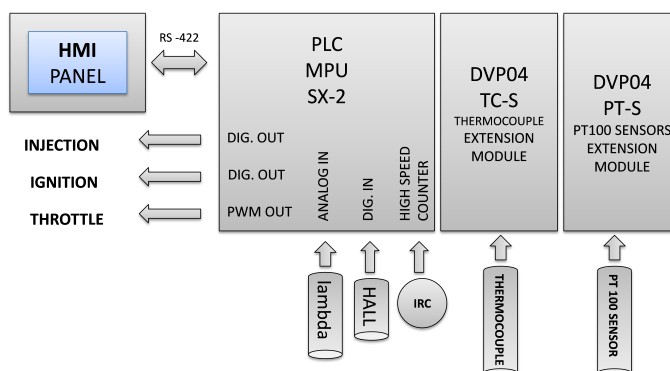 HMI
PANEL
RS -422
PLC
MPU
SX-2
DVP04
TC-S
THERMOCOUPLE
EXTENSION
MODULE
DVP04
PT-S
PT100 SENSORS
EXTENSION
MODULE
INJECTION
IGNITION
THROTTLE
DIG. OUT
DIG. OUT
PWM OUT
ANALOG IN
DIG. IN
HIGH SPEED
COUNTER
lambda
HALL
IRC
THERMOCOUPLE
PT 100 SENSOR